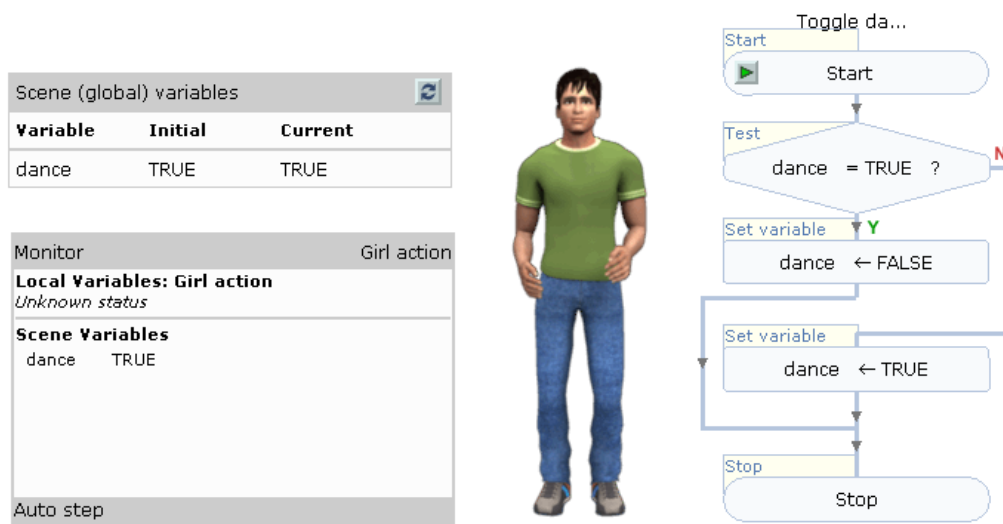 Scene (global) variables
Variable Initial Current
dance TRUE TRUE
Monitor Girl action
Local Variables: Girl action
Unknown status
Scene Variables
dance TRUE
Auto step
Toggle da...
Start
Start
Test
dance = TRUE ?
N
Y
Set variable
dance ← FALSE
Set variable
dance ← TRUE
Stop
Stop